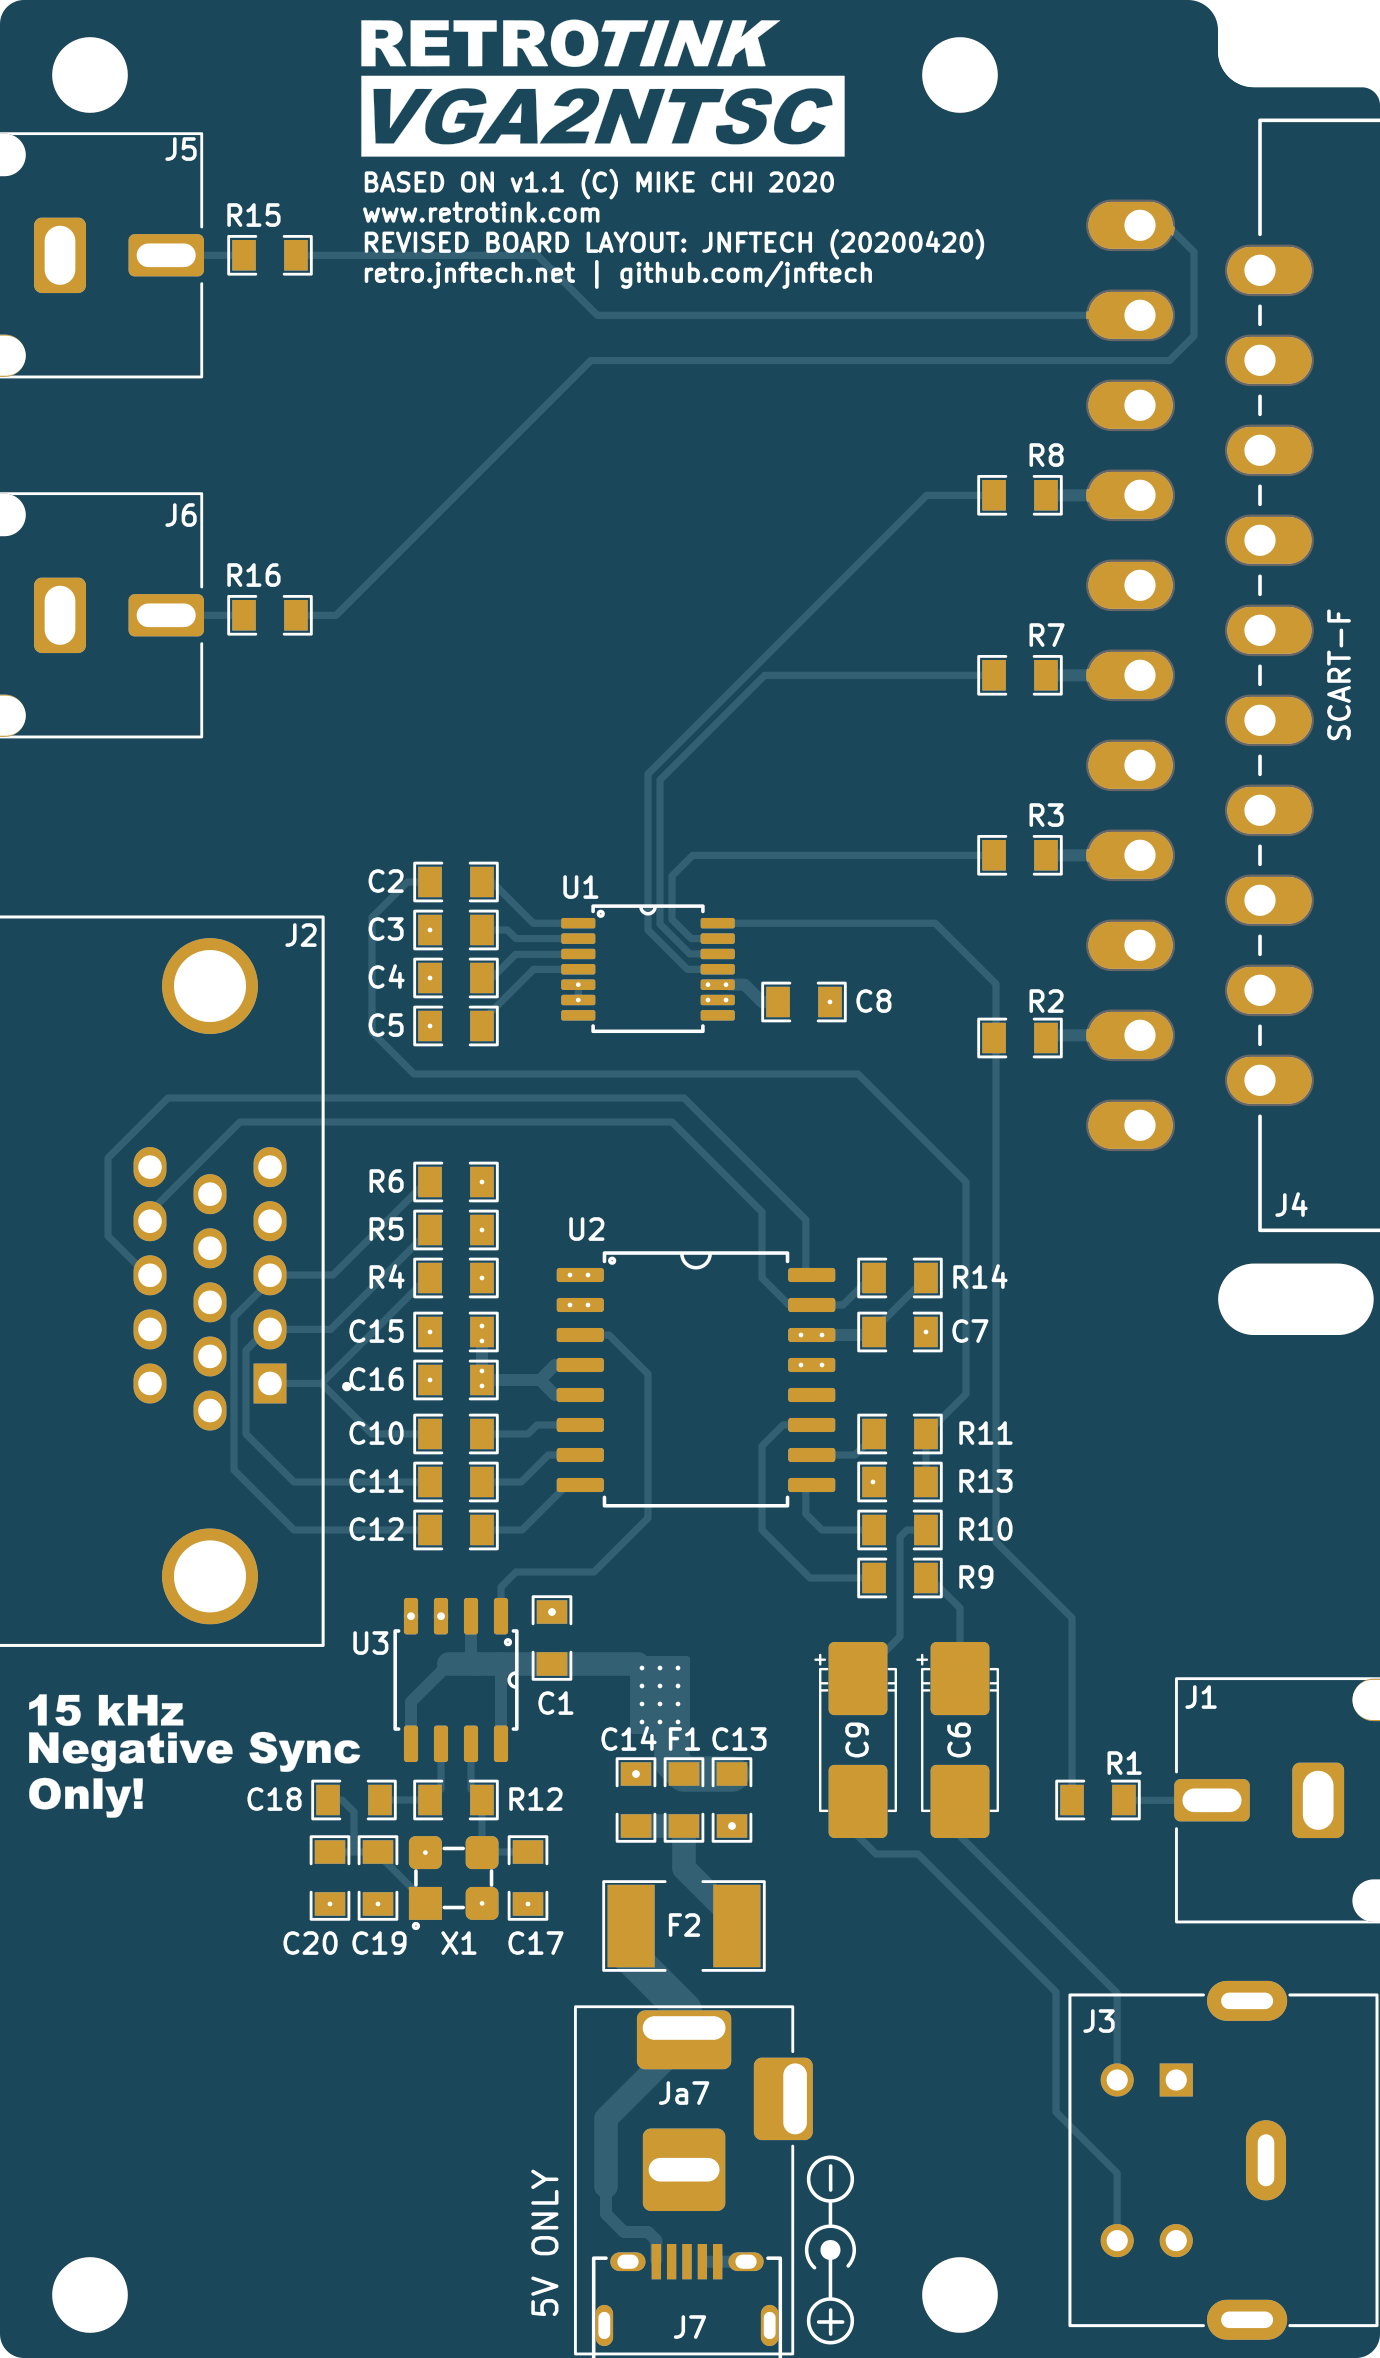 RETROTINK
VGA2NTSC
BASED ON v1.1 (C) MIKE CHI 2020
www.retrotink.com
REVISED BOARD LAYOUT: JNFTECH (20200420)
retro.jnftech.net | github.com/jnftech
J5
R15
R8
J6
R16
R7
SCART-F
R3
C2
U1
C3
J2
C4
C5
C8
R2
R6
J4
R5
U2
R4
R14
C15
C7
C16
C10
R11
C11
R13
C12
R10
R9
U3
C1
+
+
15 kHz
Negative Sync
Only!
J1
C14 F1 C13
C9
C6
R1
C18
R12
C20 C19 X1 C17
F2
J3
Ja7
5V ONLY
J7